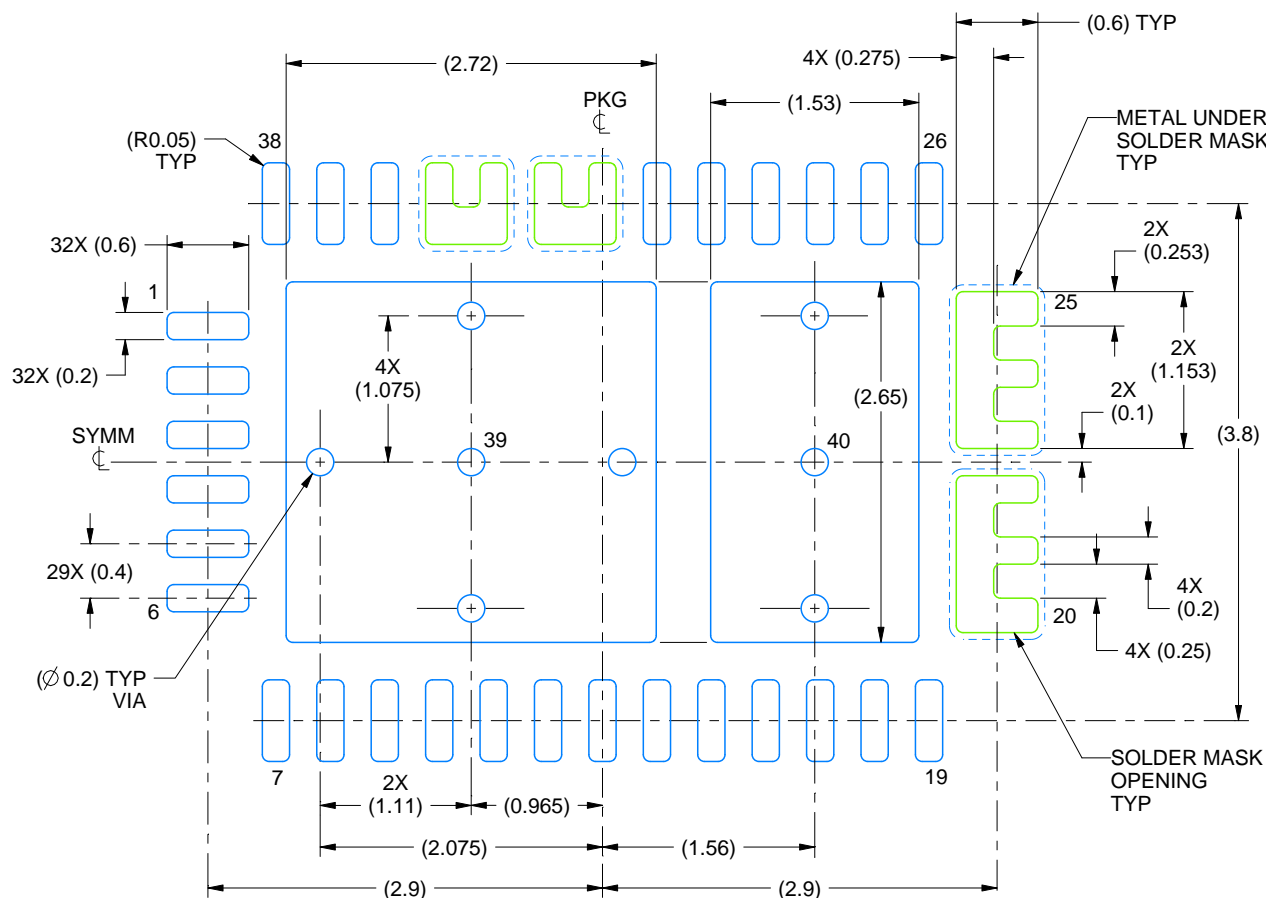 (0.6) TYP
4X (0.275)
(2.72)
(1.53)
PKG
℄
METAL UNDER
SOLDER MASK
TYP
(R0.05)
TYP
38
26
32X (0.6)
2X
(0.253)
1
25
32X (0.2)
4X
(1.075)
2X
(1.153)
(2.65)
2X
(0.1)
SYMM
℄
39
40
(3.8)
29X (0.4)
6
4X
(0.2)
20
4X (0.25)
(∅ 0.2) TYP
VIA
7
19
SOLDER MASK
OPENING
TYP
2X
(1.11)
(0.965)
(2.075)
(1.56)
(2.9)
(2.9)